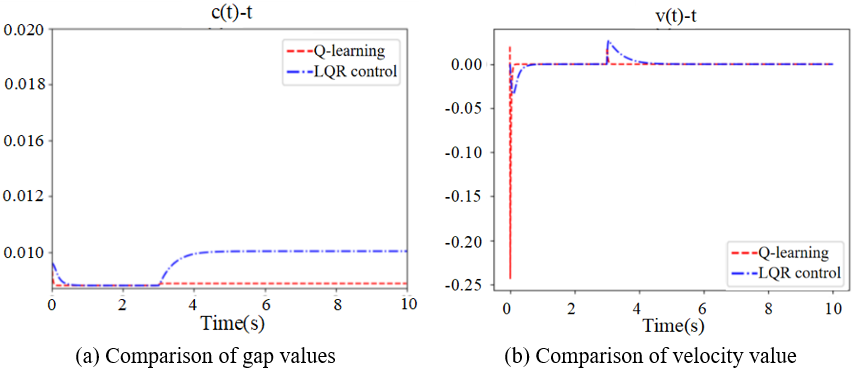 c(t)-t
0.020
0.018
0.016
0.012
0.012
0.010
0 2 4 6 8 10
Time(s)
Q-learning
LQR control
(a) Comparison of gap values
v(t)-t
0.00
-0.05
-0.10
-0.15
-0.20
-0.25
0 2 4 6 8 10
Time(s)
Q-learning
LQR control
(b) Comparison of velocity value